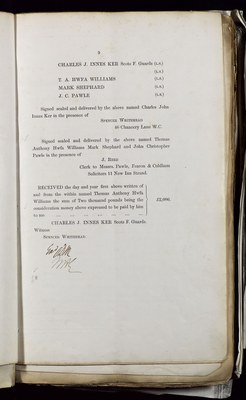 8
CHARLES J. INNES KER Scots F. Guards (L.S.)
(L.S.)
T. A. HWFA WILLIAMS (L.S.)
MARK SHEPHARD (L.S.)
J. C. PAWLE (L.S.)
Signed sealed and delivered by the above named Charles John
Innes Ker in the presence of
SPENCER WHITEHEAD
Chancery Lane W.C.
Signed sealed and delivered by the above named Thomas
Anthony Hwfa Williams Mark Shephard and John Christopher
Pawle in the presence of
J. REID
Clerk to Messrs. Pawle, Fearon & Coldham
Solicitors 14 New Inn Strand.
RECEIVED the day and year first above written of
and from the within named Thomas Anthony Hwfa
Williams the sum of Two thousand pounds being the £2,000.
consideration money above expressed to be paid by him
to me
CHARLES J. INNES KER Scots F. Guards.
Witness
SPENCER WHITEHEAD.